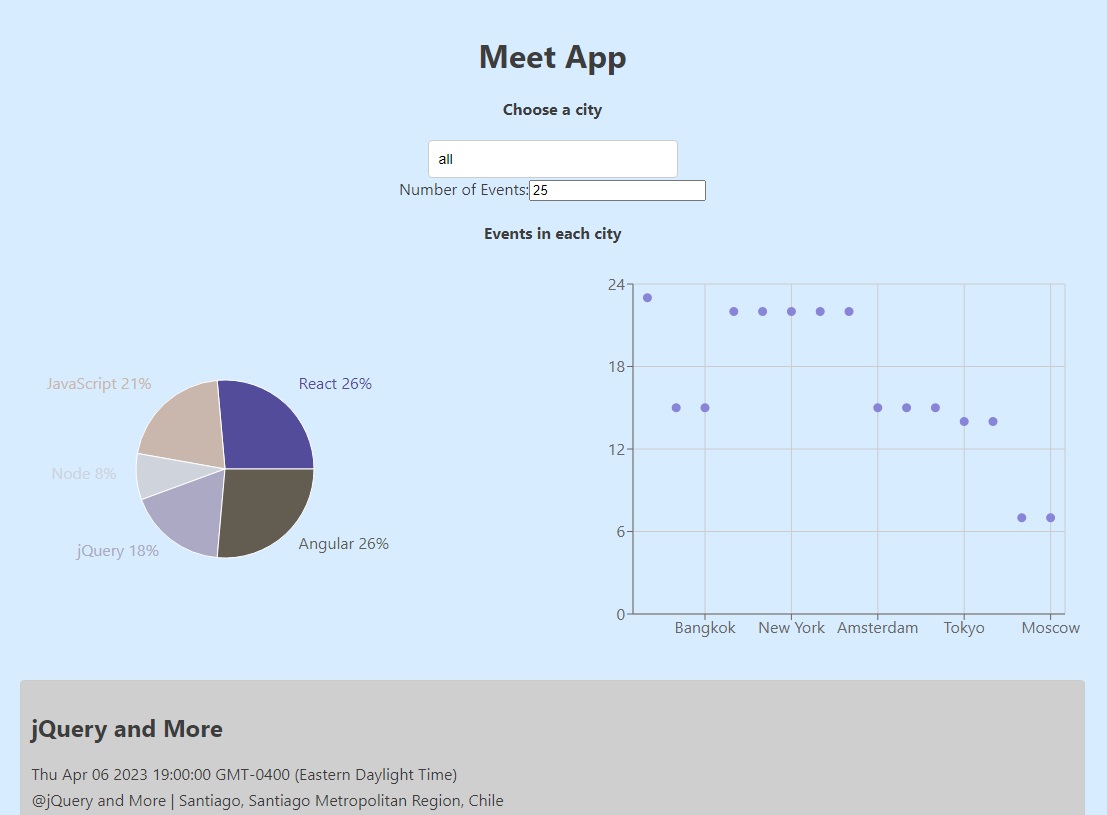 Meet App
Choose a city
all
Number of Events:25
Events in each city
JavaScript 21%
React 26%
Node 8%
jQuery 18%
Angular 26%
24
18
12
6
0
Bangkok New York Amsterdam Tokyo Moscow
jQuery and More
Thu Apr 06 2023 19:00:00 GMT-0400 (Eastern Daylight Time)
@jQuery and More | Santiago, Santiago Metropolitan Region, Chile